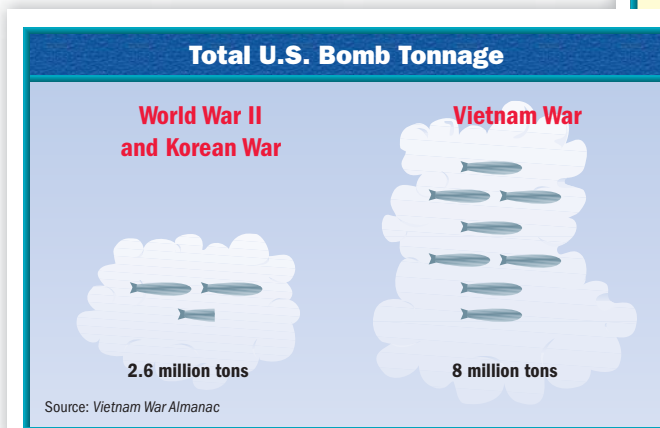 Total U.S. Bomb Tonnage
World War II
and Korean War
Vietnam War
2.6 million tons
8 million tons
Source: Vietnam War Almanac